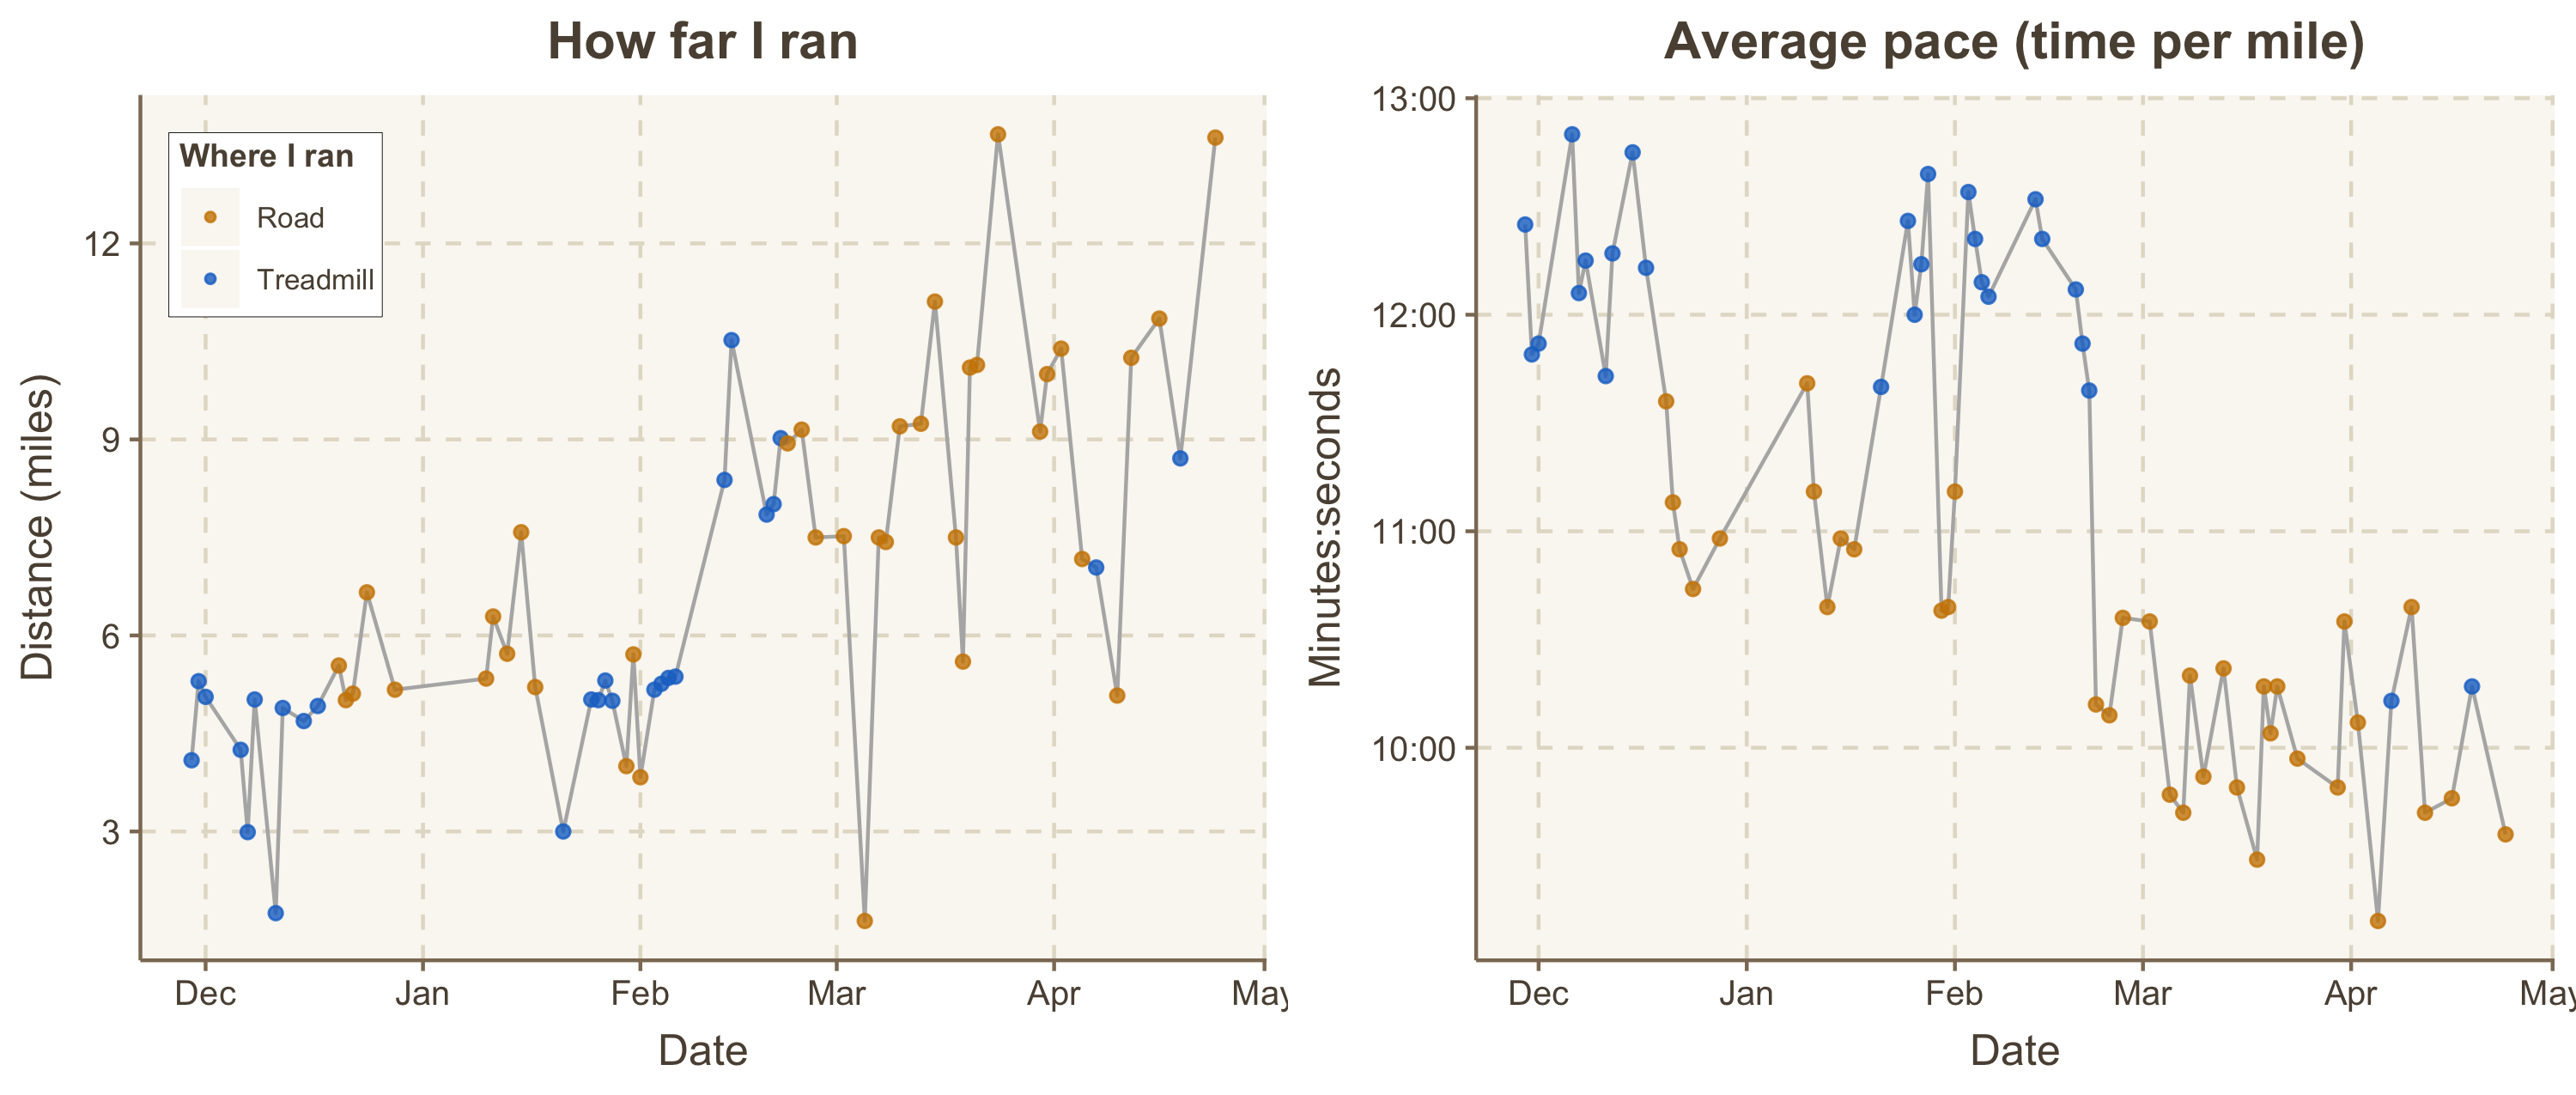 How far I ran
Where I ran
Road
Treadmill
12
9
6
3
Distance (miles)
Dec
Jan
Feb
Mar
Apr
May
Date
Average pace (time per mile)
13:00
12:00
11:00
10:00
Minutes:seconds
Dec
Jan
Feb
Mar
Apr
May
Date